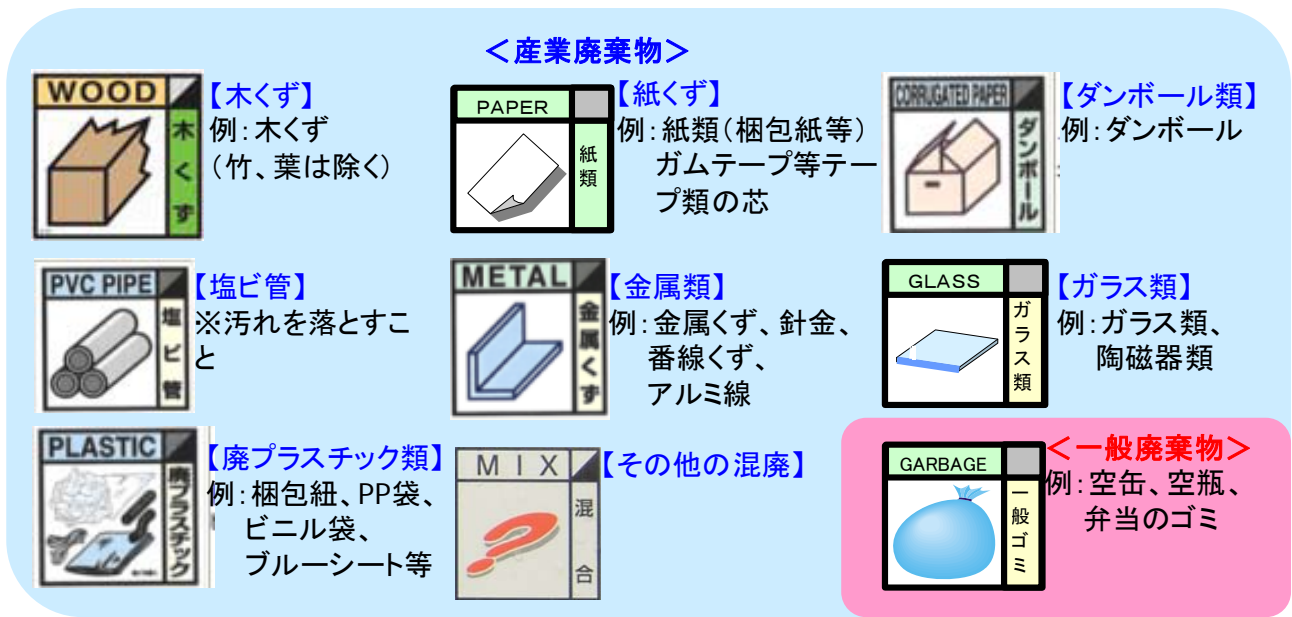 ＜産業廃棄物＞
WOOD
木くず
【木くず】
例：木くず
（竹、葉は除く）
PAPER
紙類
【紙くず】
例：紙類（梱包紙等）
ガムテープ等テー
プ類の芯
CORRUGATED PAPER
ダンボール
【ダンボール類】
例：ダンボール
PVC PIPE
塩ビ管
【塩ビ管】
※汚れを落とすこ
と
METAL
金属くず
【金属類】
例：金属くず、針金、
番線くず、
アルミ線
GLASS
ガラス類
【ガラス類】
例：ガラス類、
陶磁器類
PLASTIC
廃プラスチック
【廃プラスチック類】
例：梱包紐、PP袋、
ビニル袋、
ブルーシート等
MIX
混合
【その他の混廃】
GARBAGE
一般ゴミ
＜一般廃棄物＞
例：空缶、空瓶、
弁当のゴミ